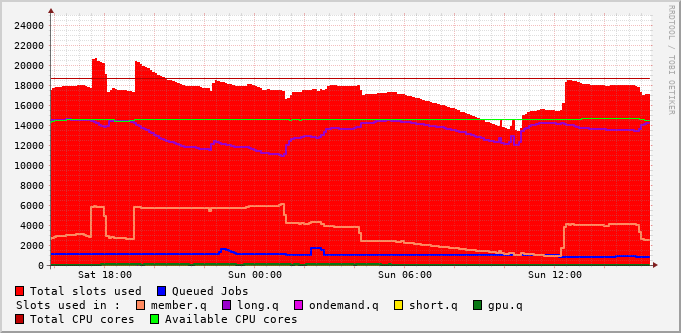 24000
22000
20000
18000
16000
14000
12000
10000
8000
6000
4000
2000
0
Sat 18:00 Sun 00:00 Sun 06:00 Sun 12:00
RRDTOOL / TOBI OETIKER
Total slots used Queued Jobs
Slots used in : member.q long.q ondemand.q short.q gpu.q
Total CPU cores Available CPU cores